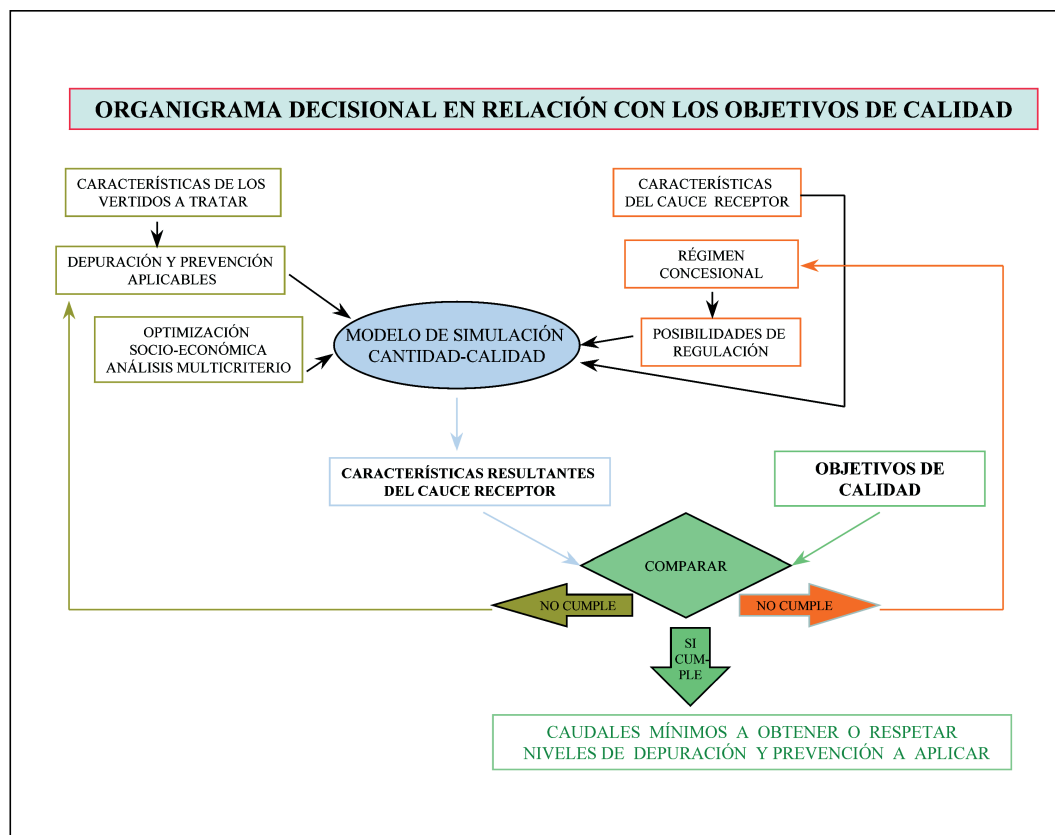 ORGANIGRAMA DECISIONAL EN RELACIÓN CON LOS OBJETIVOS DE CALIDAD
CARACTERÍSTICAS DE LOS
VERTIDOS A TRATAR
CARACTERÍSTICAS
DEL CAUCE RECEPTOR
DEPURACIÓN Y PREVENCIÓN
APLICABLES
RÉGIMEN
CONCESIONAL
OPTIMIZACIÓN
SOCIO-ECONÓMICA
ANÁLISIS MULTICRITERIO
MODELO DE SIMULACIÓN
CANTIDAD-CALIDAD
POSIBILIDADES DE
REGULACIÓN
CARACTERÍSTICAS RESULTANTES
DEL CAUCE RECEPTOR
OBJETIVOS DE
CALIDAD
COMPARAR
NO CUMPLE
NO CUMPLE
SI
CUM-
PLE
CAUDALES MÍNIMOS A OBTENER O RESPETAR
NIVELES DE DEPURACIÓN Y PREVENCIÓN A APLICAR